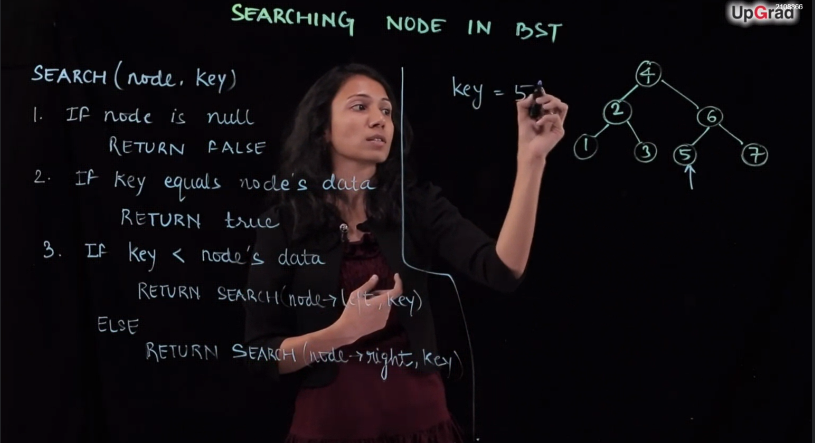 SEARCHING NODE IN BST
UpGrad
2108366
SEARCH(node, key)
1. IF node is null
RETURN FALSE
2. If key equals node's data
RETURN true
3. IF key < node's data
RETURN SEARCH(node→left, key)
ELSE
RETURN SEARCH(node→right, key)
key = 5
4
2 6
1 3 5 7